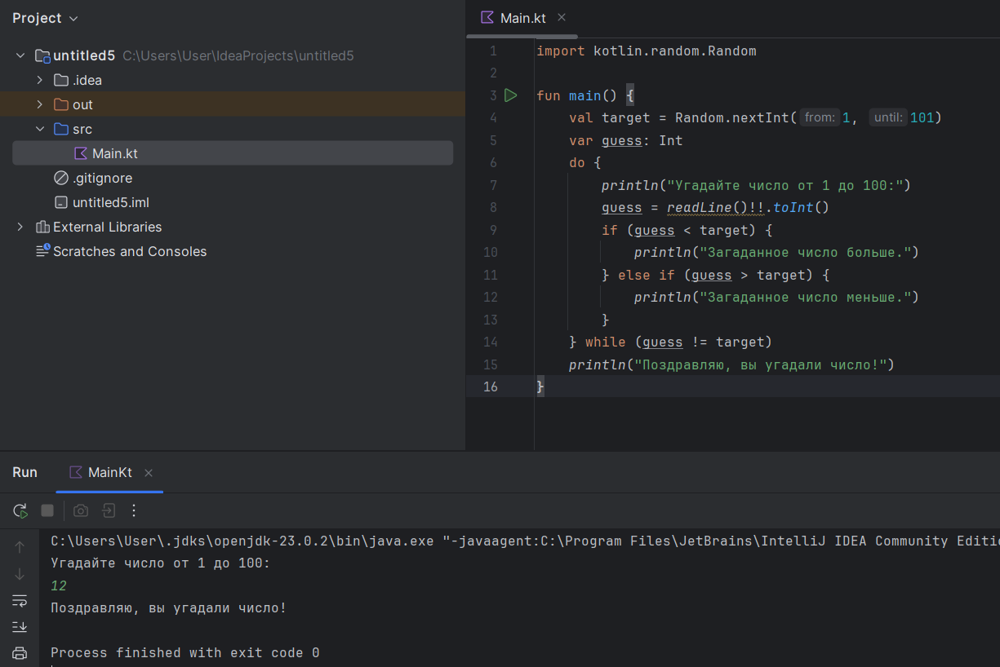 Project
untitled5 C:\Users\User\IdeaProjects\untitled5
.idea
out
src
Main.kt
.gitignore
untitled5.iml
External Libraries
Scratches and Consoles
Main.kt
1 import kotlin.random.Random
2
3 fun main() {
4 val target = Random.nextInt( from: 1, until: 101)
5 var guess: Int
6 do {
7 println("Угадайте число от 1 до 100:")
8 guess = readLine()!!.toInt()
9 if (guess < target) {
10 println("Загаданное число больше.")
11 } else if (guess > target) {
12 println("Загаданное число меньше.")
13 }
14 } while (guess != target)
15 println("Поздравляю, вы угадали число!")
16 }
Run MainKt
C:\Users\User\.jdks\openjdk-23.0.2\bin\java.exe "-javaagent:C:\Program Files\JetBrains\IntelliJ IDEA Community Editio
Угадайте число от 1 до 100:
12
Поздравляю, вы угадали число!
Process finished with exit code 0